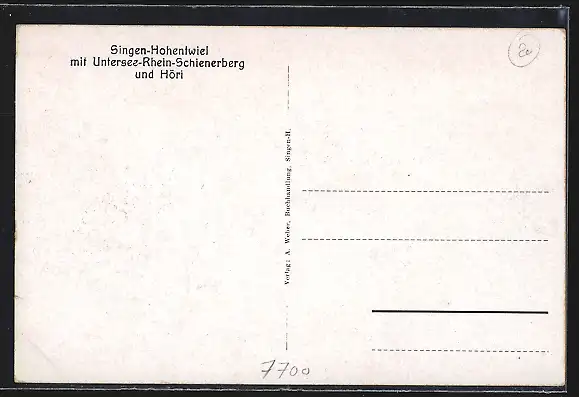 Singen-Hohentwiel
mit Untersee-Rhein-Schienerberg
und Höri
Verlag: A. Weber, Buchhandlung, Singen-H.
7700